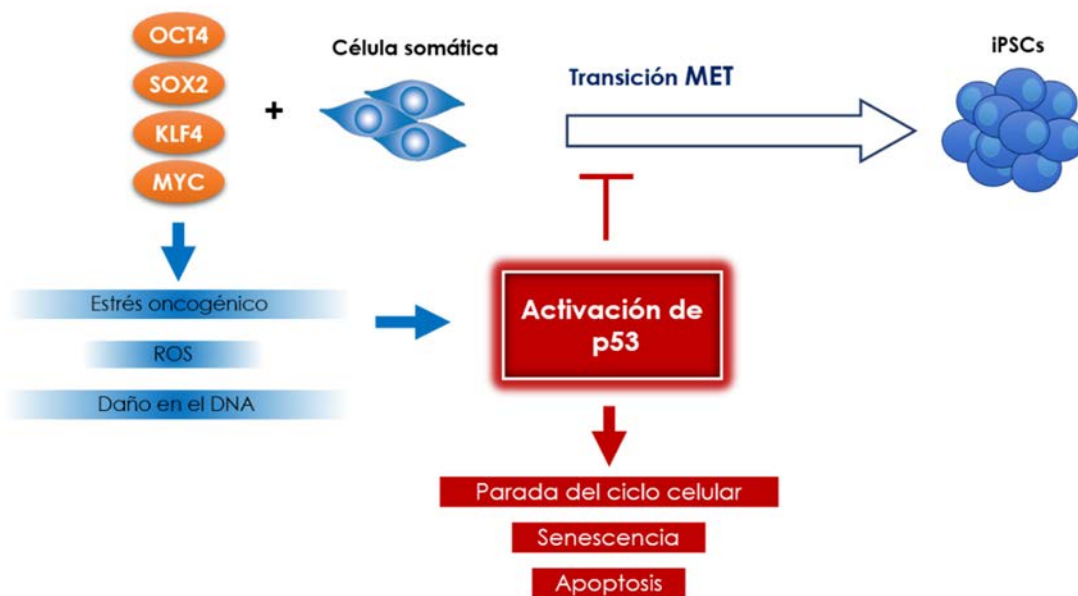 OCT4
SOX2
KLF4
MYC
+
Célula somática
Transición MET
iPSCs
Estrés oncogénico
ROS
Daño en el DNA
Activación de
p53
Parada del ciclo celular
Senescencia
Apoptosis